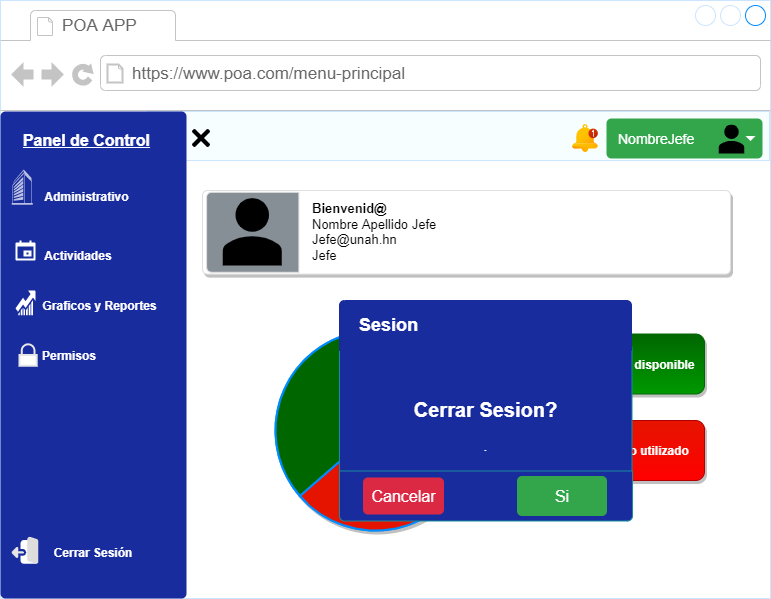 POA APP
https://www.poa.com/menu-principal
Panel de Control
1
NombreJefe
Administrativo
Actividades
Graficos y Reportes
Permisos
Cerrar Sesión
Bienvenid@
Nombre Apellido Jefe
Jefe@unah.hn
Jefe
Sesion
Cerrar Sesion?
-
Cancelar
Si
disponible
o utilizado